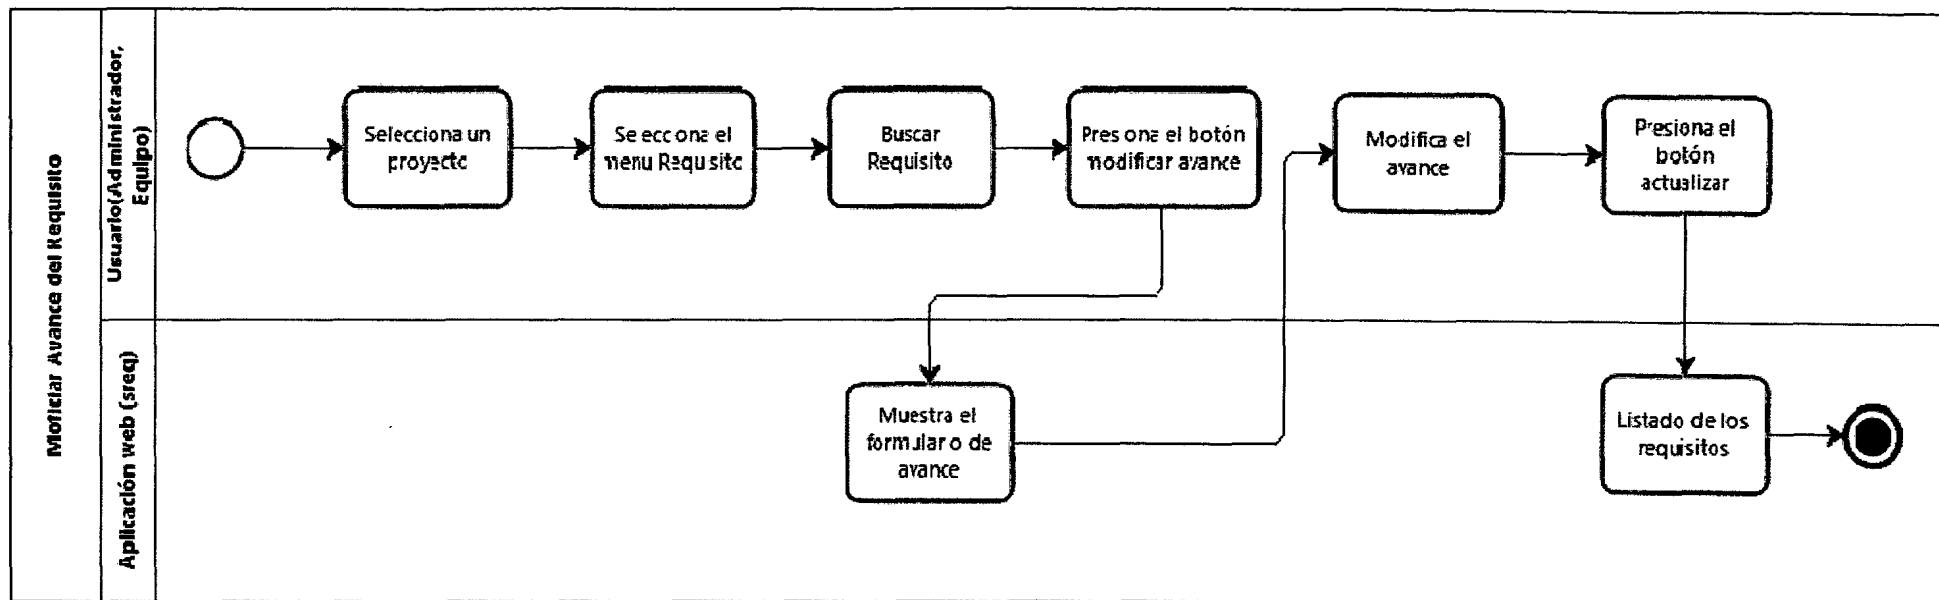 Moficiar Avance del Requisito
Usuario(Administrador,
Equipo)
Selecciona un
proyecto
Selecciona el
menu Requisito
Buscar
Requisito
Presiona el botón
modificar avance
Modifica el
avance
Presiona el
botón
actualizar
Aplicación web (sreq)
Muestra el
formulario de
avance
Listado de los
requisitos